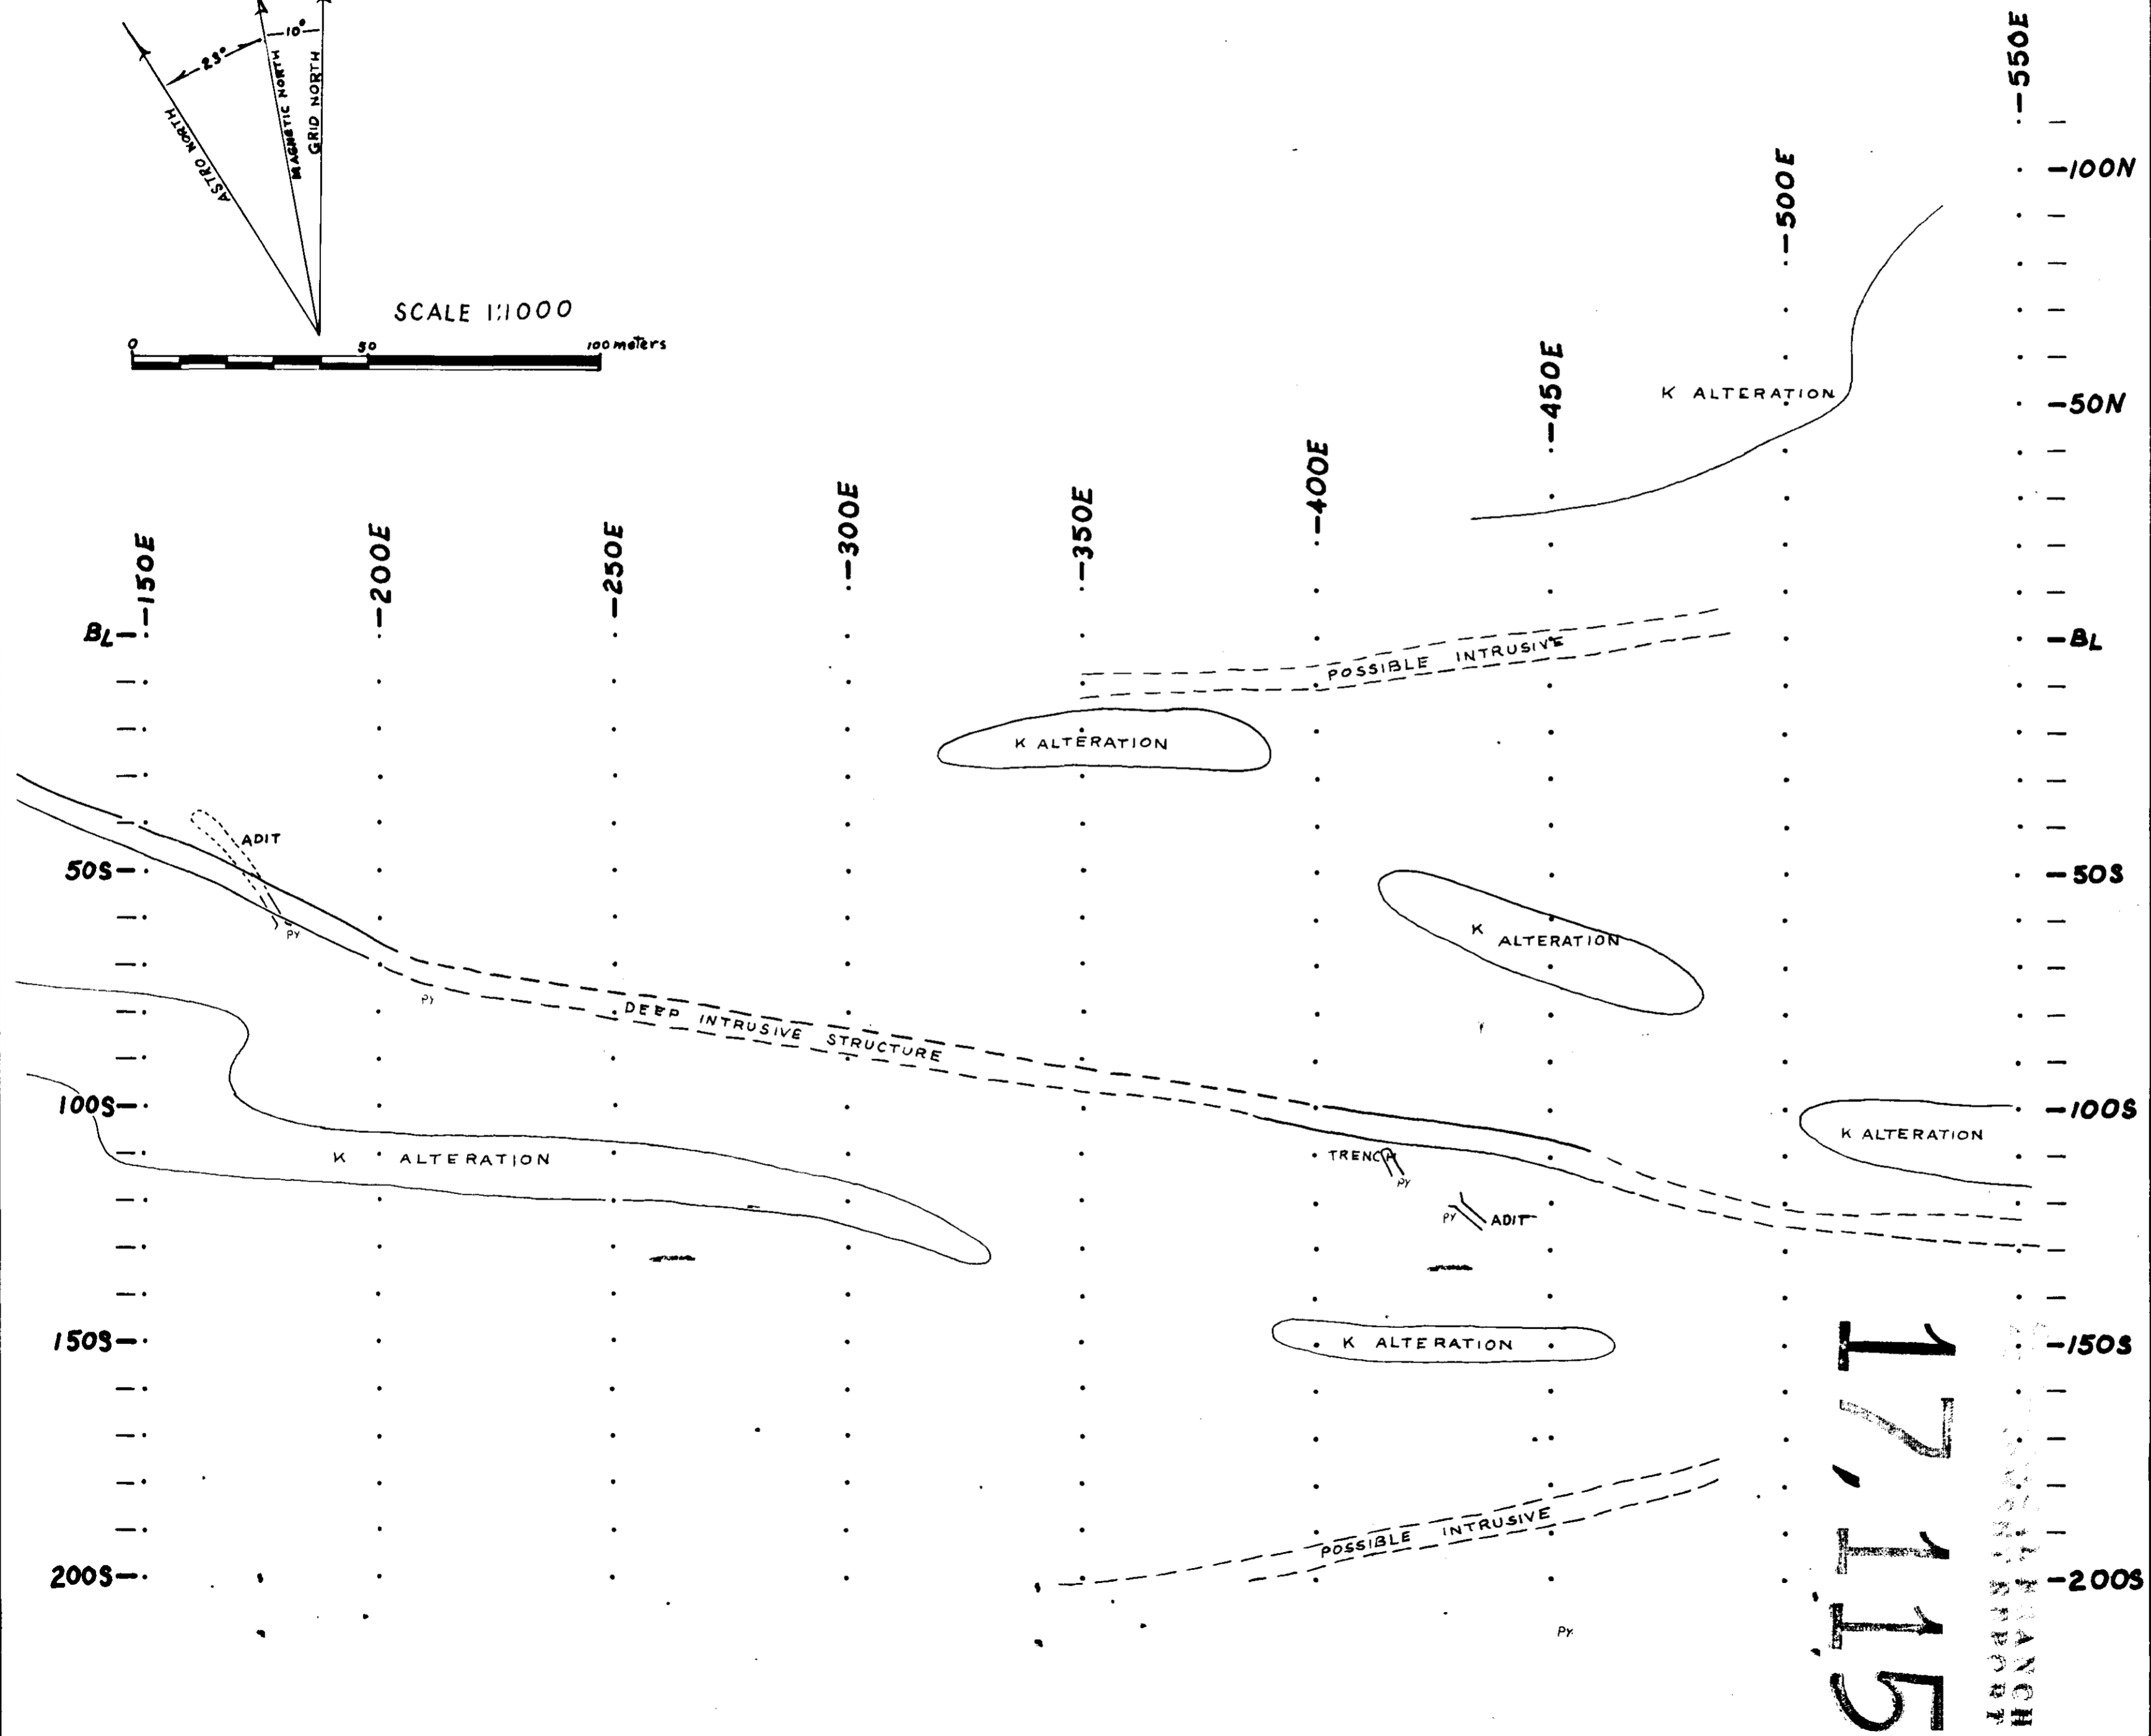 23°
10°
ASTRO NORTH
MAGNETIC NORTH
GRID NORTH
SCALE 1:1000
0 50 100 meters
150E
200E
250E
300E
350E
400E
450E
500E
550E
100N
K ALTERATION
50N
BL
BL
POSSIBLE INTRUSIVE
K ALTERATION
ADIT
50S
50S
PY
K ALTERATION
PY
DEEP INTRUSIVE STRUCTURE
100S
100S
K ALTERATION
K ALTERATION
TRENCH
PY
PY ADIT
150S
K ALTERATION
150S
POSSIBLE INTRUSIVE
200S
200S
PY
17,115